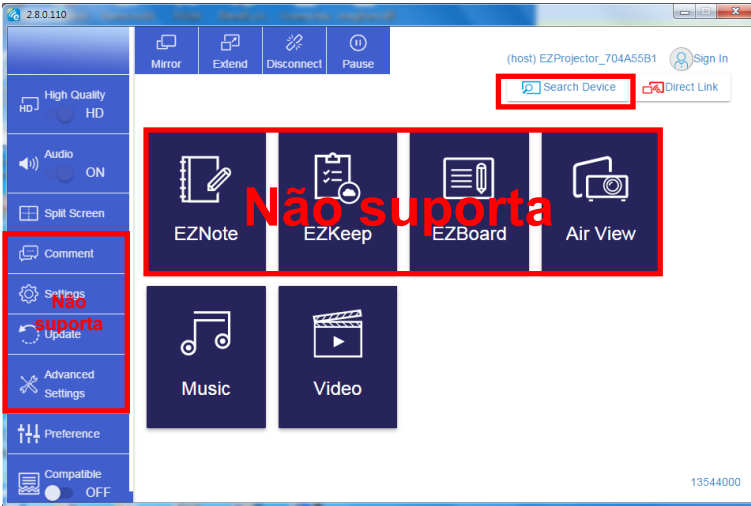 2.8.0.110
Mirror
Extend
Disconnect
Pause
(host) EZProjector_704A55B1
Sign In
Search Device
Direct Link
HD
High Quality
HD
Audio
ON
Split Screen
Comment
Settings
Não
suporta
Update
Advanced
Settings
Preference
Compatible
OFF
Não suporta
EZNote
EZKeep
EZBoard
Air View
Music
Video
13544000